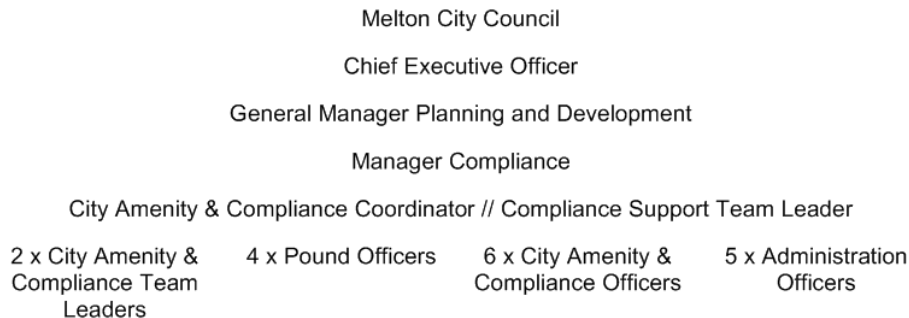 Melton City Council
Chief Executive Officer
General Manager Planning and Development
Manager Compliance
City Amenity & Compliance Coordinator // Compliance Support Team Leader
2 x City Amenity &
Compliance Team
Leaders
4 x Pound Officers
6 x City Amenity &
Compliance Officers
5 x Administration
Officers